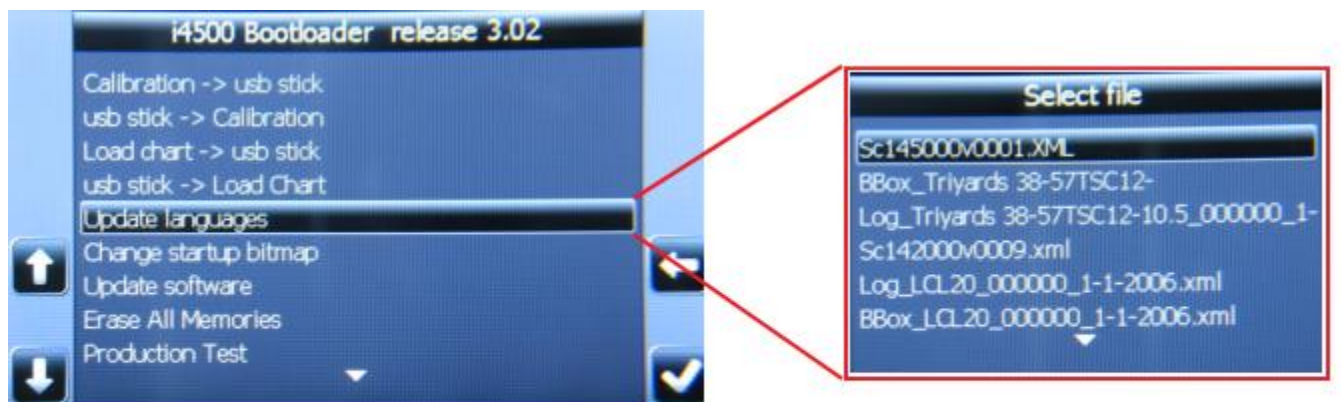 i4500 Bootloader release 3.02
Calibration -> usb stick
usb stick -> Calibration
Load chart -> usb stick
usb stick -> Load Chart
Update languages
Change startup bitmap
Update software
Erase All Memories
Production Test
Select file
Sc145000v0001.XML
BBox_Triyards 38-57TSC12-
Log_Triyards 38-57TSC12-10.5_000000_1-
Sc142000v0009.xml
Log_LCL20_000000_1-1-2006.xml
BBox_LCL20_000000_1-1-2006.xml